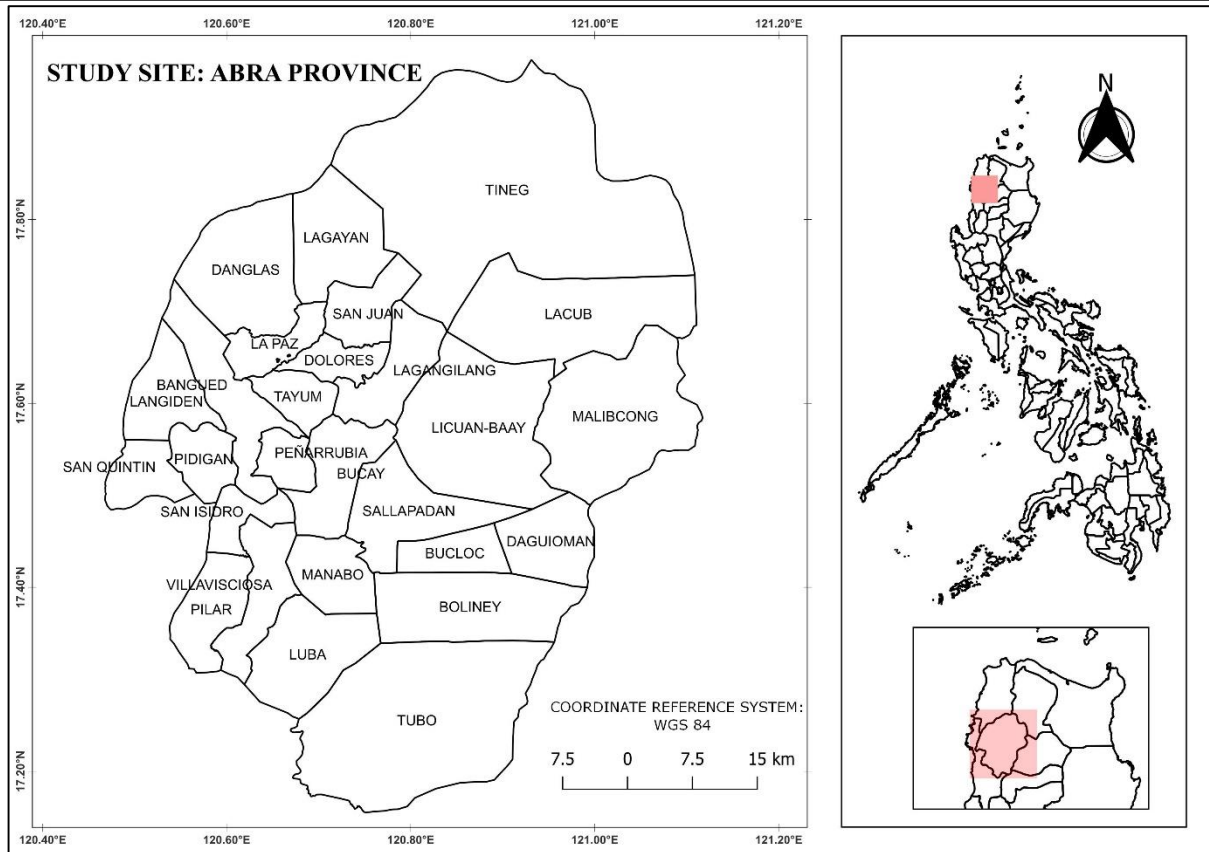 120.40°E 120.60°E 120.80°E 121.00°E 121.20°E
STUDY SITE: ABRA PROVINCE
N
17.80°N
17.60°N
17.40°N
17.20°N
TINEG
LAGAYAN
DANGLAS
SAN JUAN
LACUB
LA PAZ
DOLORES
LAGANGILANG
BANGUED
LANGIDEN
TAYUM
MALIBCONG
LICUAN-BAAY
PEÑARRUBIA
PIDIGAN
SAN QUINTIN
BUCAY
SAN ISIDRO
SALLAPADAN
DAGUIOMAN
BUCLOC
MANABO
VILLAVISCIOSA
PILAR
BOLINEY
LUBA
TUBO
COORDINATE REFERENCE SYSTEM:
WGS 84
7.5 0 7.5 15 km
120.40°E 120.60°E 120.80°E 121.00°E 121.20°E